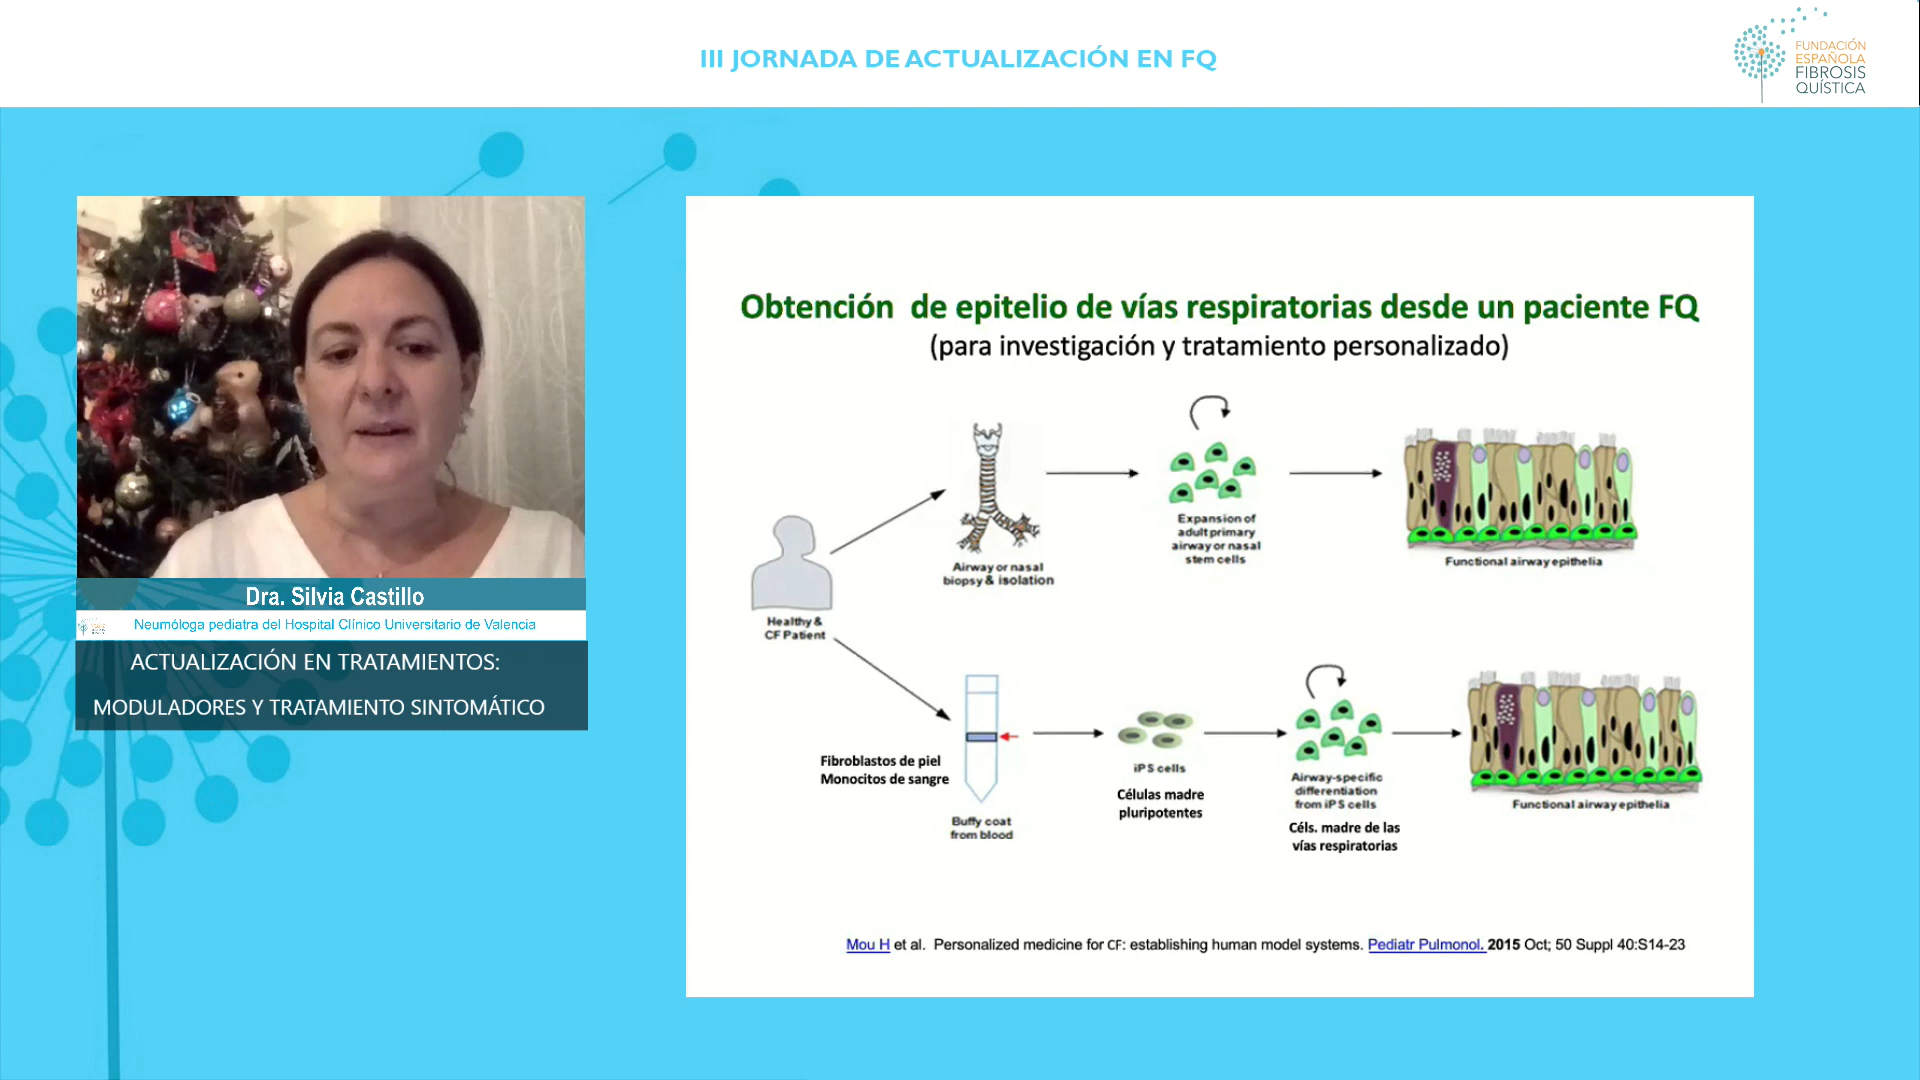 III JORNADA DE ACTUALIZACIÓN EN FQ
FUNDACIÓN
ESPAÑOLA
FIBROSIS
QUÍSTICA
Dra. Silvia Castillo
Neumóloga pediatra del Hospital Clínico Universitario de Valencia
ACTUALIZACIÓN EN TRATAMIENTOS:
MODULADORES Y TRATAMIENTO SINTOMÁTICO
Obtención de epitelio de vías respiratorias desde un paciente FQ
(para investigación y tratamiento personalizado)
Healthy &
CF Patient
Airway or nasal
biopsy & isolation
Expansion of
adult primary
airway or nasal
stem cells
Functional airway epithelia
Fibroblastos de piel
Monocitos de sangre
Buffy coat
from blood
iPS cells
Células madre
pluripotentes
Airway-specific
differentiation
from iPS cells
Céls. madre de las
vías respiratorias
Functional airway epithelia
Mou H et al. Personalized medicine for CF: establishing human model systems. Pediatr Pulmonol. 2015 Oct; 50 Suppl 40:S14-23